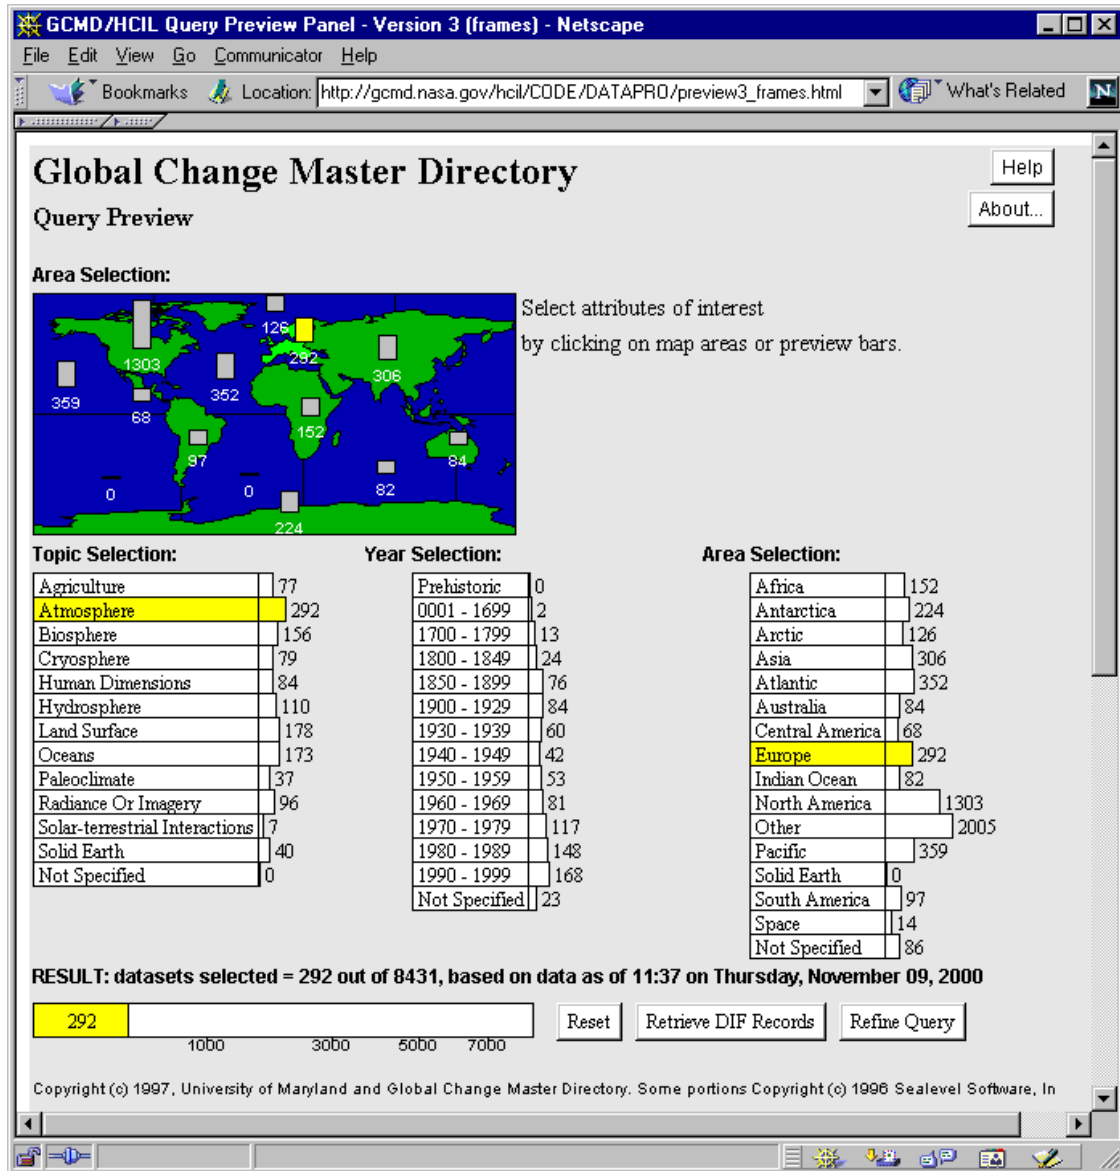 GCMD/HCIL Query Preview Panel - Version 3 (frames) - Netscape
File Edit View Go Communicator Help
Bookmarks Location: http://gcmd.nasa.gov/hcil/CODE/DATAPRO/preview3_frames.html What's Related N
Global Change Master Directory
Help
Query Preview
About...
Area Selection:
Select attributes of interest
by clicking on map areas or preview bars.
126
292
1303
306
352
359
68
152
97
84
0
0
82
224
Topic Selection:
Agriculture 77
Atmosphere 292
Biosphere 156
Cryosphere 79
Human Dimensions 84
Hydrosphere 110
Land Surface 178
Oceans 173
Paleoclimate 37
Radiance Or Imagery 96
Solar-terrestrial Interactions 7
Solid Earth 40
Not Specified 0
Year Selection:
Prehistoric 0
0001 - 1699 2
1700 - 1799 13
1800 - 1849 24
1850 - 1899 76
1900 - 1929 84
1930 - 1939 60
1940 - 1949 42
1950 - 1959 53
1960 - 1969 81
1970 - 1979 117
1980 - 1989 148
1990 - 1999 168
Not Specified 23
Area Selection:
Africa 152
Antarctica 224
Arctic 126
Asia 306
Atlantic 352
Australia 84
Central America 68
Europe 292
Indian Ocean 82
North America 1303
Other 2005
Pacific 359
Solid Earth 0
South America 97
Space 14
Not Specified 86
RESULT: datasets selected = 292 out of 8431, based on data as of 11:37 on Thursday, November 09, 2000
292 Reset Retrieve DIF Records Refine Query
1000 3000 5000 7000
Copyright (c) 1997, University of Maryland and Global Change Master Directory. Some portions Copyright (c) 1996 Sealevel Software, In